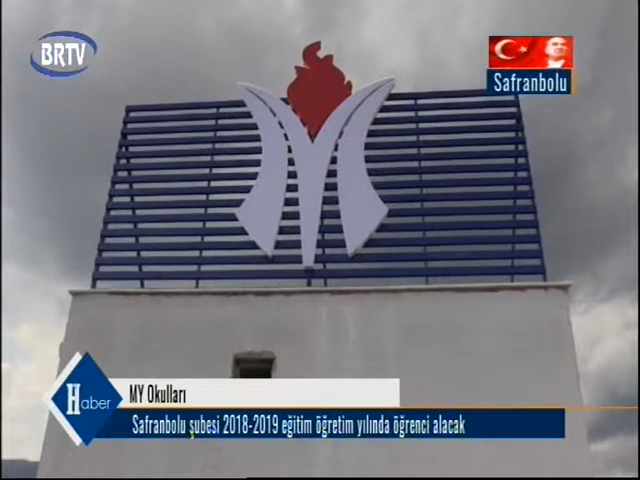 BRTV
Safranbolu
Haber
MY Okulları
Safranbolu şubesi 2018-2019 eğitim öğretim yılında öğrenci alacak